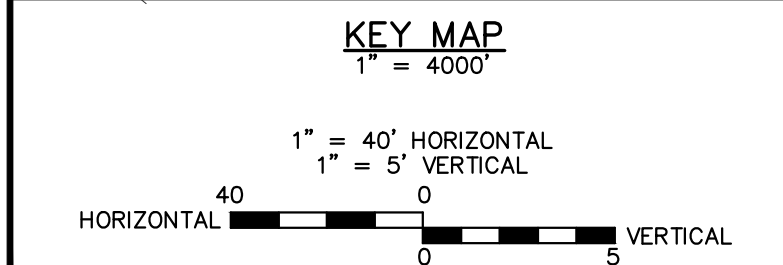 KEY MAP
1" = 4000'
1" = 40' HORIZONTAL
1" = 5' VERTICAL
40 0
HORIZONTAL
VERTICAL
0 5